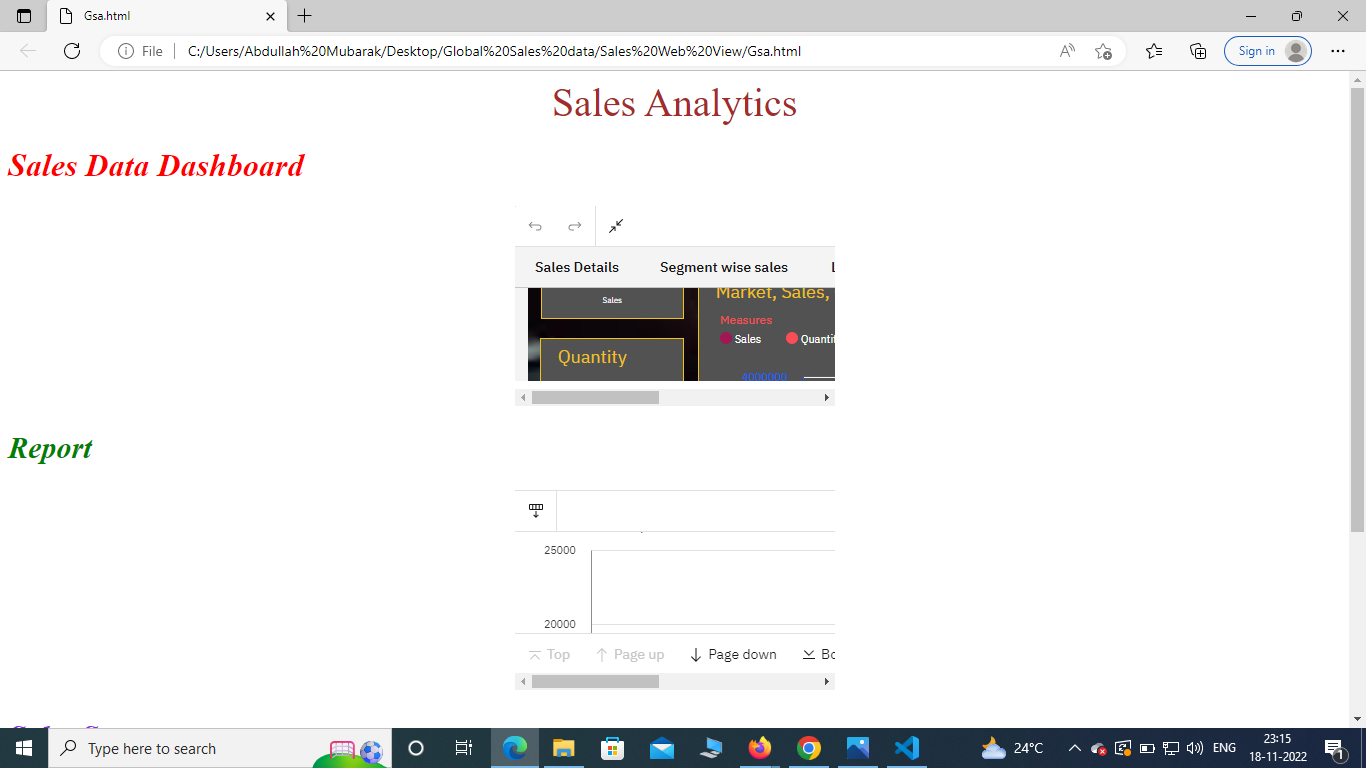 Gsa.html
File
C:/Users/Abdullah%20Mubarak/Desktop/Global%20Sales%20data/Sales%20Web%20View/Gsa.html
Sign in
Sales Analytics
Sales Data Dashboard
Sales Details Segment wise sales
Sales
Market, Sales,
Measures
Sales Quantit
Quantity
4000000
Report
25000
20000
Top Page up Page down Bo
Type here to search
24°C
ENG
23:15
18-11-2022
1